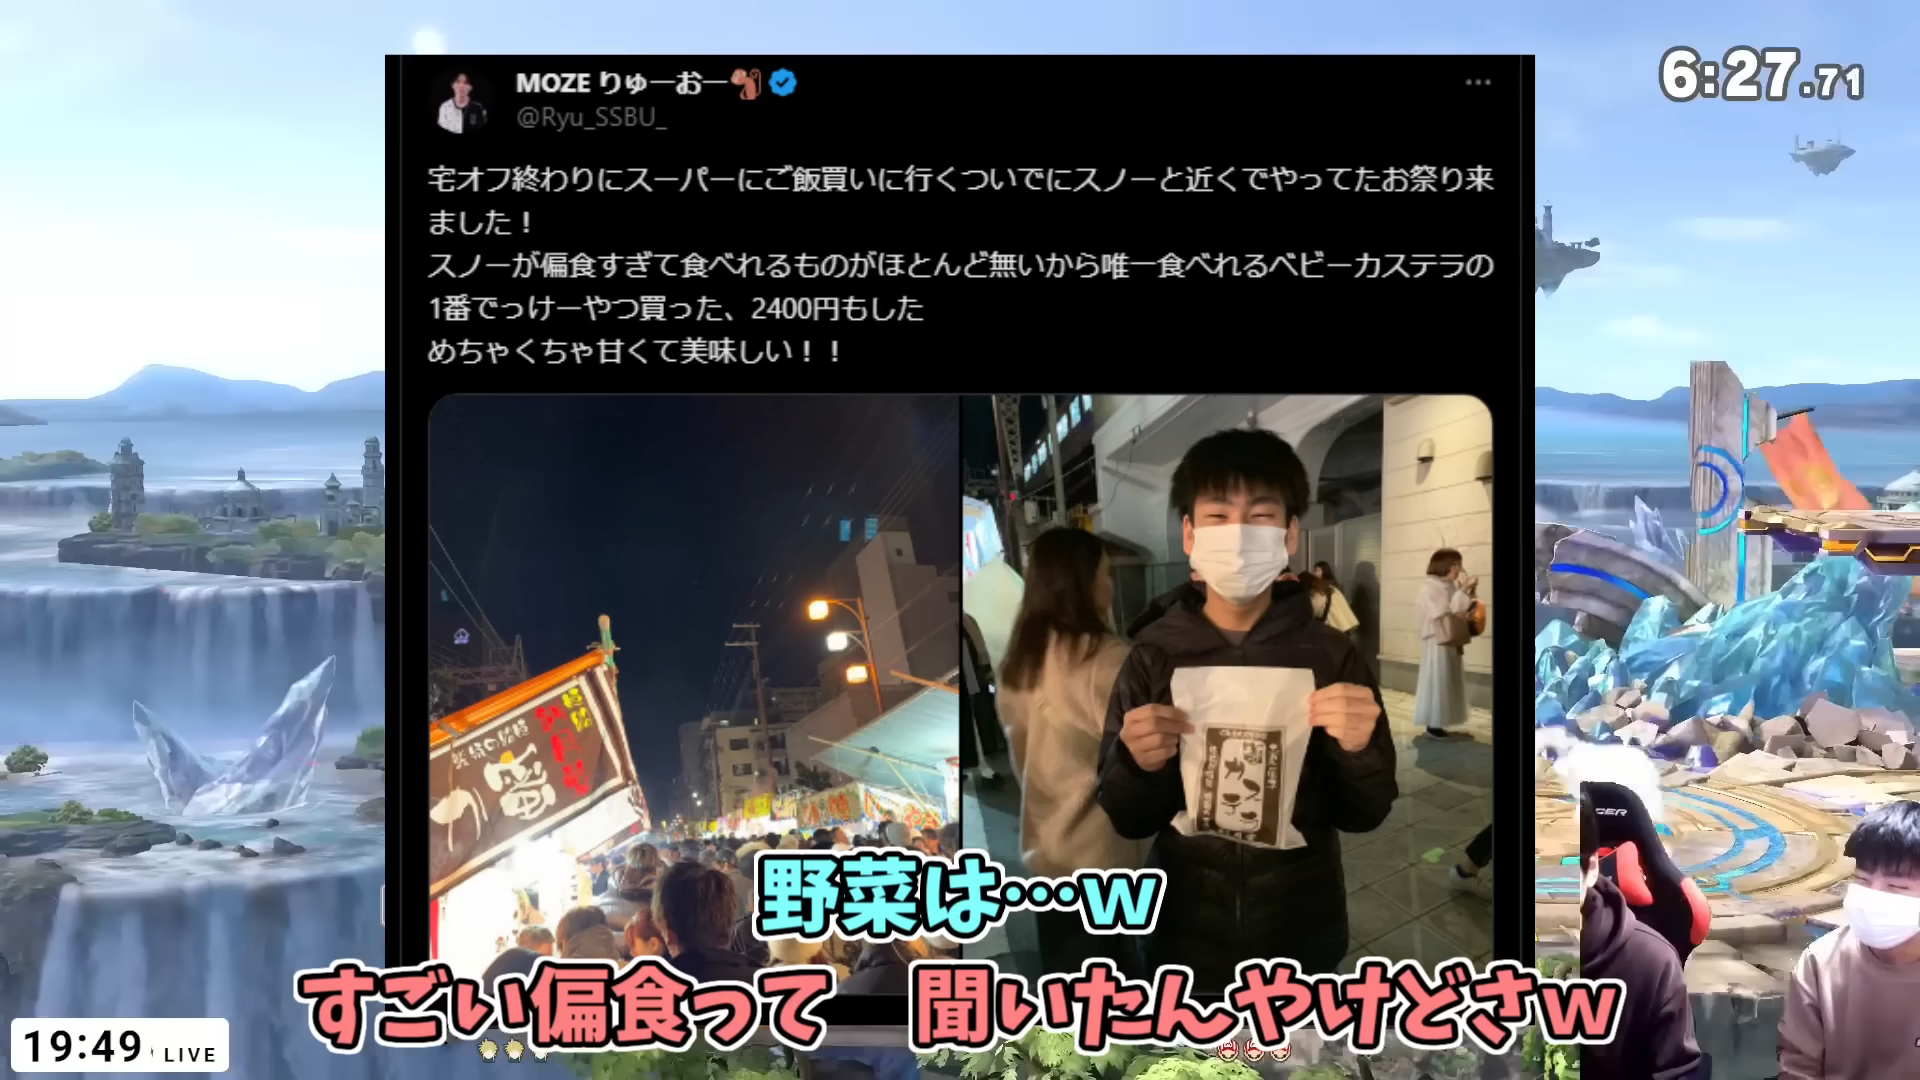 MOZE りゅーおー
@Ryu_SSBU_
6:27.71
宅オフ終わりにスーパーにご飯買いに行くついでにスノーと近くでやってたお祭り来
ました！
スノーが偏食すぎて食べれるものがほとんど無いから唯一食べれるベビーカステラの
1番でっけーやつ買った、2400円もした
めちゃくちゃ甘くて美味しい！！
カステラ
野菜は…w
すごい偏食って 聞いたんやけどさw
19:49 LIVE